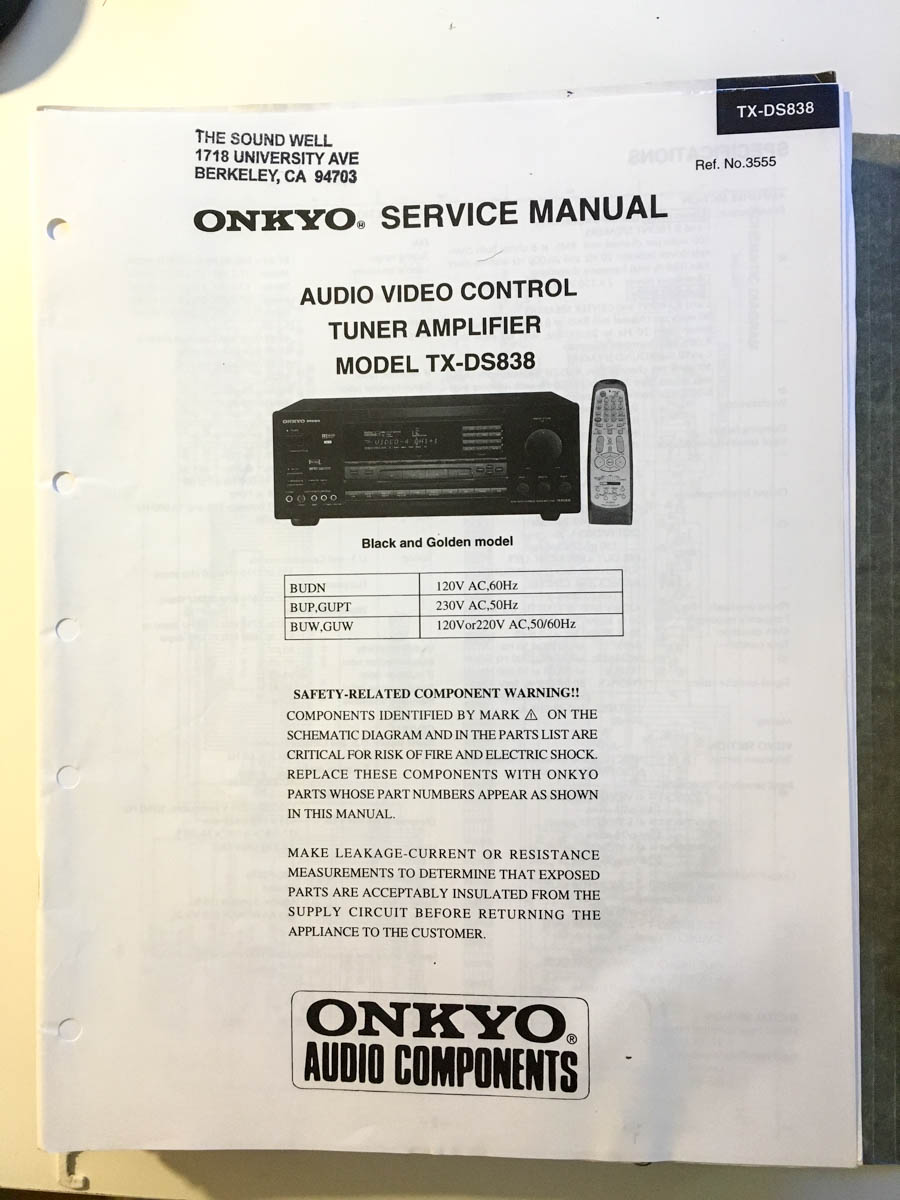 TX-DS838
THE SOUND WELL
1718 UNIVERSITY AVE
BERKELEY, CA 94703
Ref. No.3555
ONKYO® SERVICE MANUAL
AUDIO VIDEO CONTROL
TUNER AMPLIFIER
MODEL TX-DS838
ONKYO
Black and Golden model
BUDN 120V AC,60Hz
BUP,GUPT 230V AC,50Hz
BUW,GUW 120Vor220V AC,50/60Hz
SAFETY-RELATED COMPONENT WARNING!!
COMPONENTS IDENTIFIED BY MARK ⚠ ON THE
SCHEMATIC DIAGRAM AND IN THE PARTS LIST ARE
CRITICAL FOR RISK OF FIRE AND ELECTRIC SHOCK.
REPLACE THESE COMPONENTS WITH ONKYO
PARTS WHOSE PART NUMBERS APPEAR AS SHOWN
IN THIS MANUAL.
MAKE LEAKAGE-CURRENT OR RESISTANCE
MEASUREMENTS TO DETERMINE THAT EXPOSED
PARTS ARE ACCEPTABLY INSULATED FROM THE
SUPPLY CIRCUIT BEFORE RETURNING THE
APPLIANCE TO THE CUSTOMER.
ONKYO®
AUDIO COMPONENTS